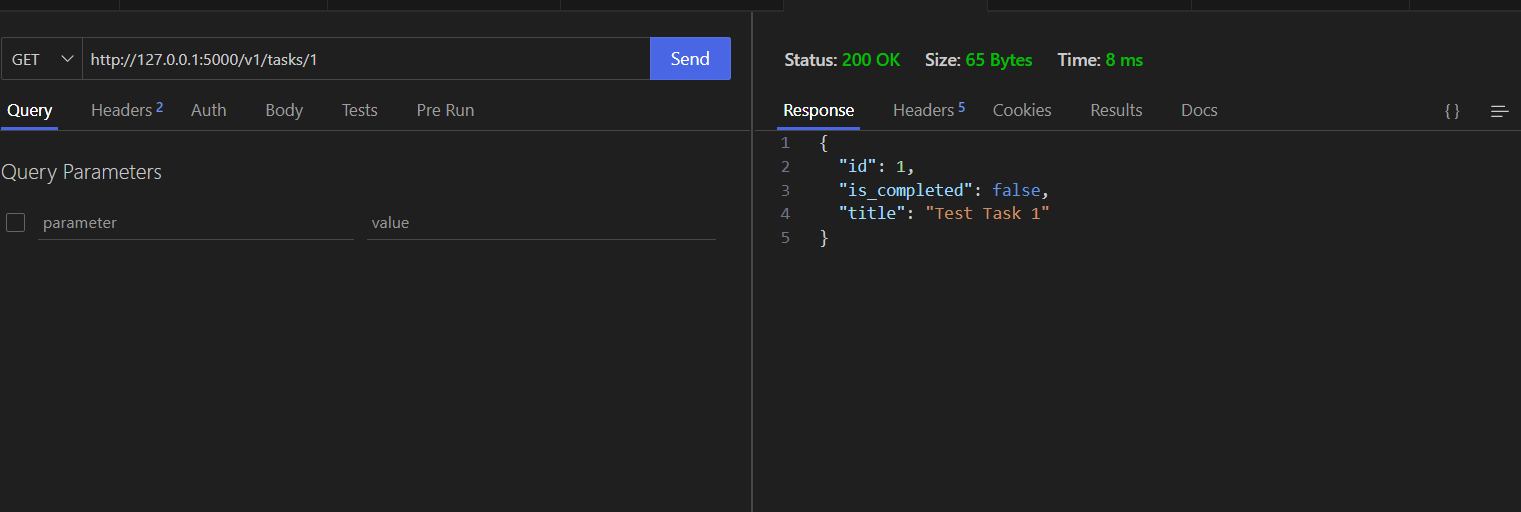 GET http://127.0.0.1:5000/v1/tasks/1 Send
Query Headers 2 Auth Body Tests Pre Run
Query Parameters
parameter value
Status: 200 OK Size: 65 Bytes Time: 8 ms
Response Headers 5 Cookies Results Docs {}
1 {
2 "id": 1,
3 "is_completed": false,
4 "title": "Test Task 1"
5 }